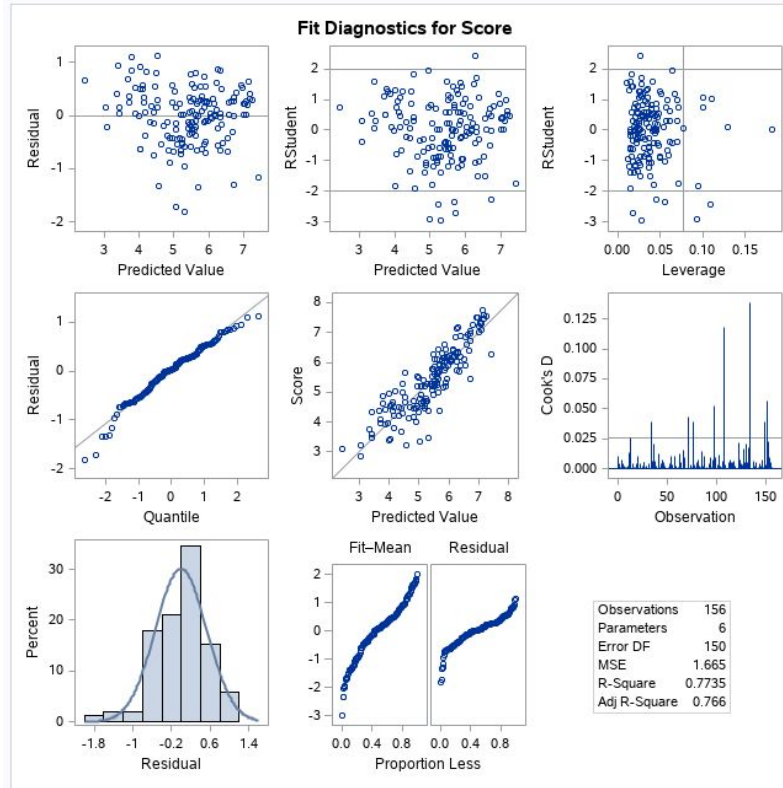 Fit Diagnostics for Score
1
0
-1
-2
Residual
3 4 5 6 7
Predicted Value
2
1
0
-1
-2
-3
RStudent
3 4 5 6 7
Predicted Value
2
1
0
-1
-2
-3
RStudent
0.00 0.05 0.10 0.15
Leverage
1
0
-1
-2
Residual
-2 -1 0 1 2
Quantile
8
7
6
5
4
3
Score
3 4 5 6 7 8
Predicted Value
0.125
0.100
0.075
0.050
0.025
0.000
Cook's D
0 50 100 150
Observation
30
20
10
0
Percent
-1.8 -1 -0.2 0.6 1.4
Residual
Fit–Mean Residual
2
1
0
-1
-2
-3
0.0 0.4 0.8 0.0 0.4 0.8
Proportion Less
Observations 156
Parameters 6
Error DF 150
MSE 1.665
R-Square 0.7735
Adj R-Square 0.766